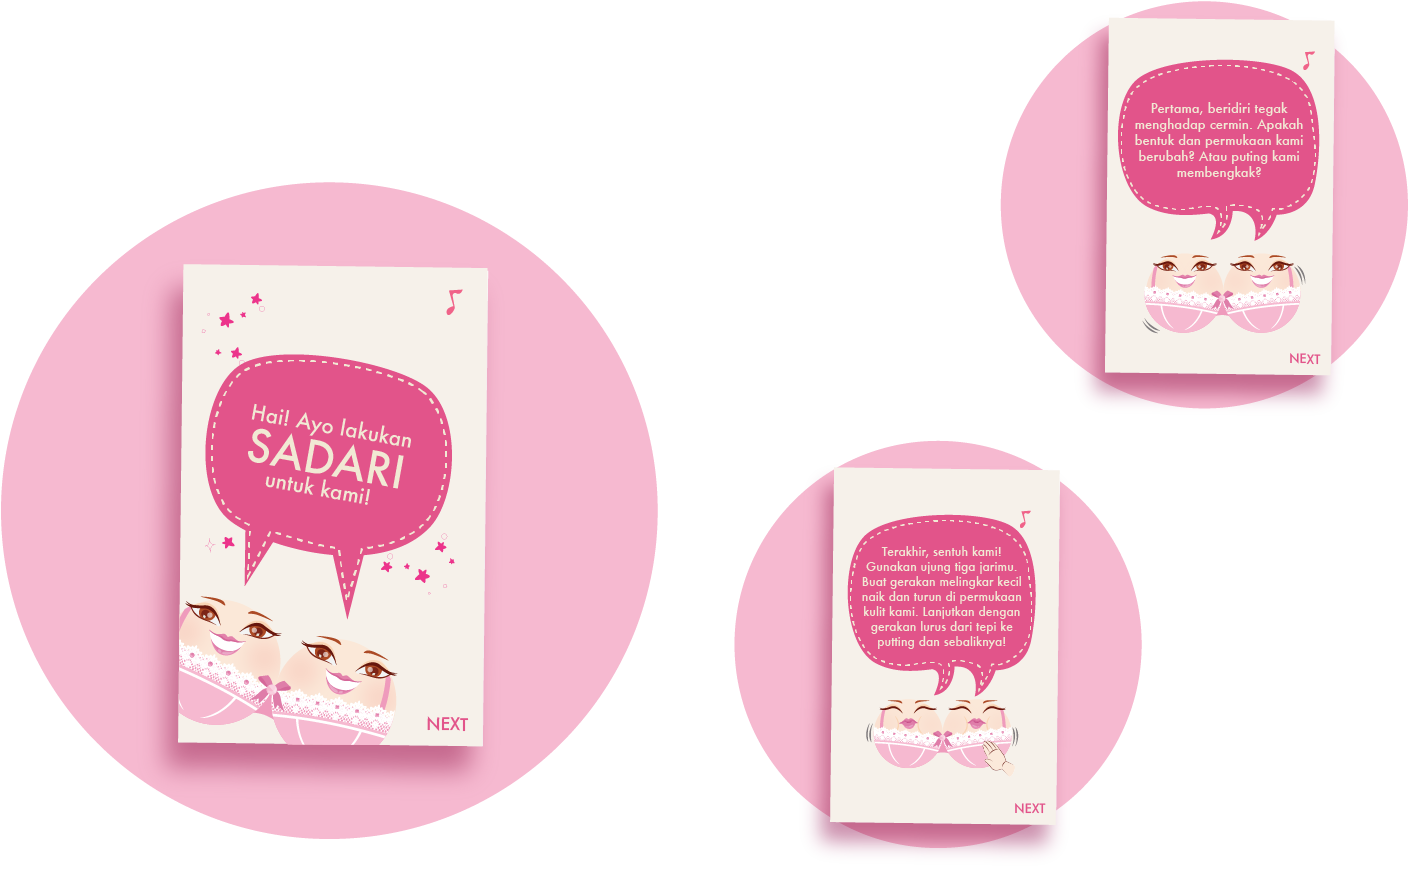 Hai! Ayo lakukan
SADARI
untuk kami!
NEXT
Pertama, beridiri tegak
menghadap cermin. Apakah
bentuk dan permukaan kami
berubah? Atau puting kami
membengkak?
NEXT
Terakhir, sentuh kami!
Gunakan ujung tiga jarimu.
Buat gerakan melingkar kecil
naik dan turun di permukaan
kulit kami. Lanjutkan dengan
gerakan lurus dari tepi ke
putting dan sebaliknya!
NEXT